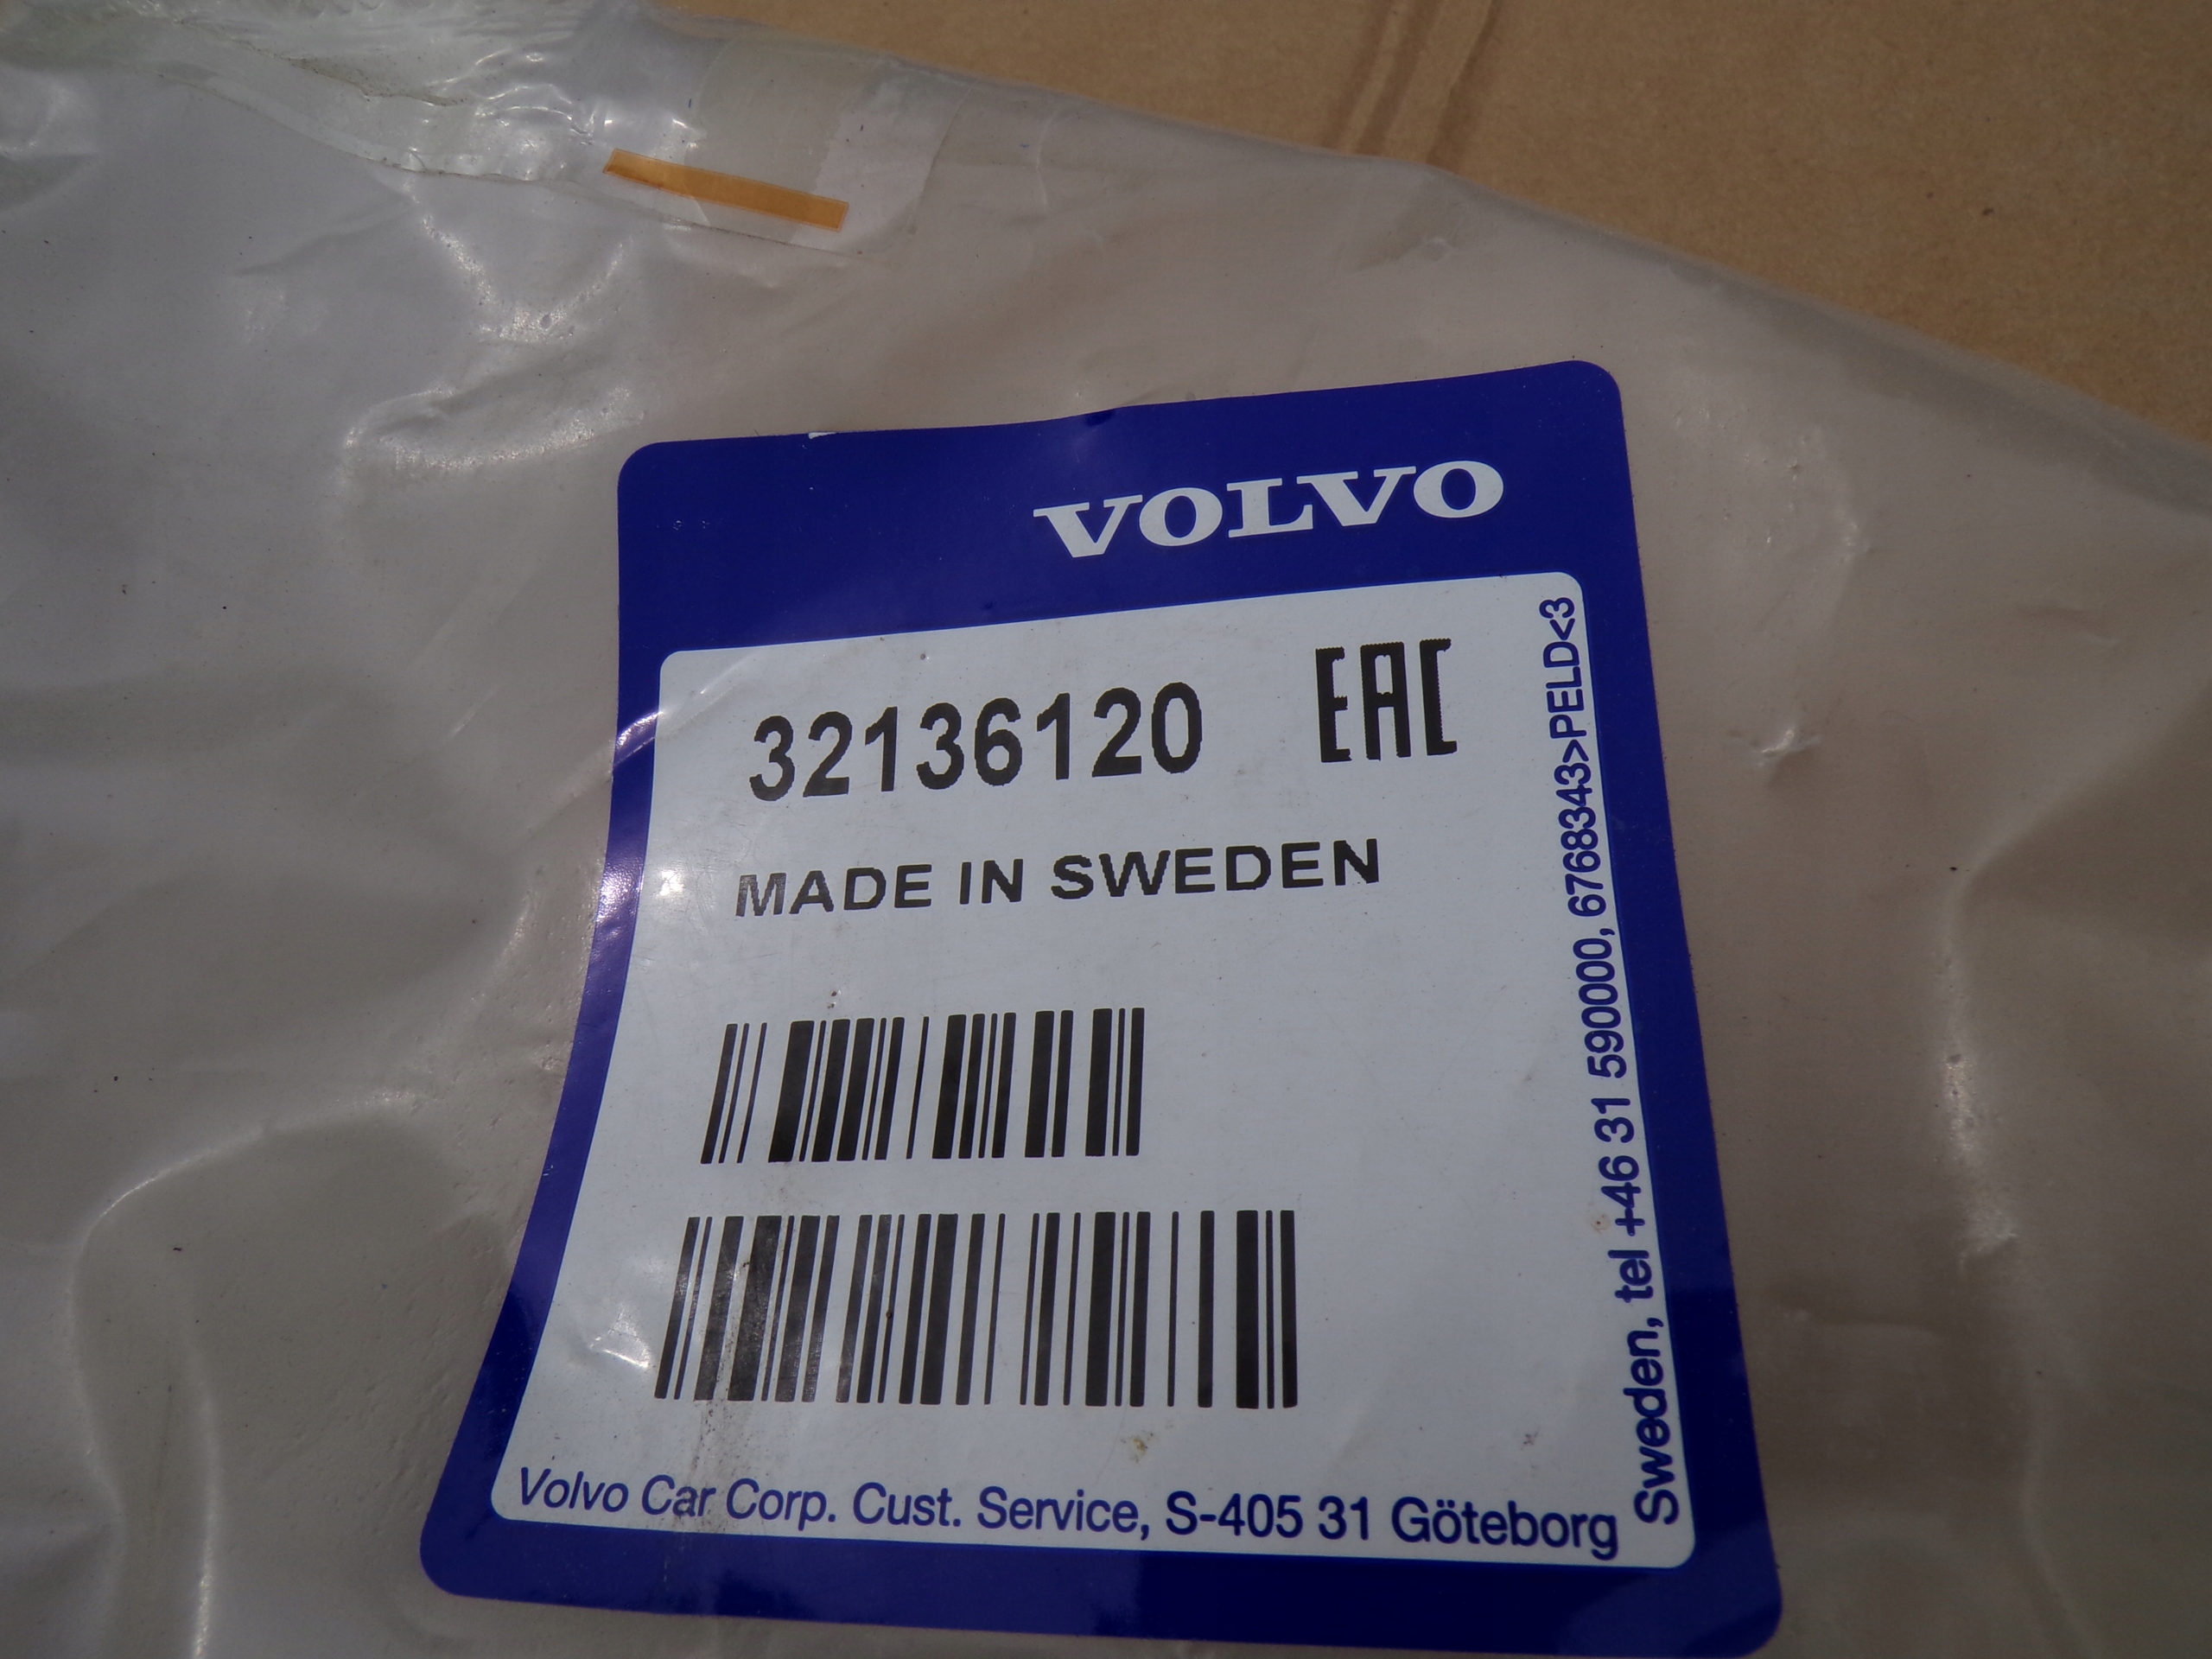 VOLVO
32136120 EAC
MADE IN SWEDEN
Volvo Car Corp. Cust. Service, S-405 31 Göteborg
Sweden, tel +46 31 590000, 6768343>PELD<3